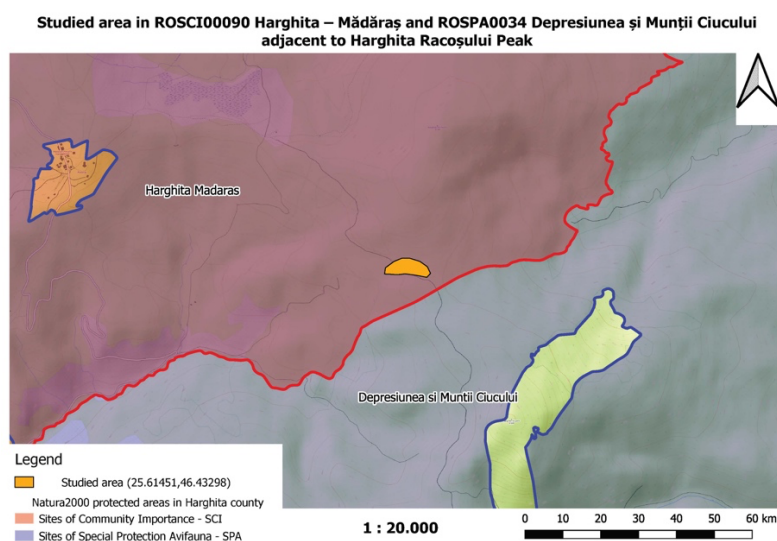 Studied area in ROSCI00090 Harghita – Mădăraș and ROSPA0034 Depresiunea și Munții Ciucului
adjacent to Harghita Racoșului Peak
Harghita Madaras
Depresiunea si Muntii Ciucului
Legend
Studied area (25.61451,46.43298)
Natura2000 protected areas in Harghita county
Sites of Community Importance - SCI
Sites of Special Protection Avifauna - SPA
1 : 20.000
0 10 20 30 40 50 60 km